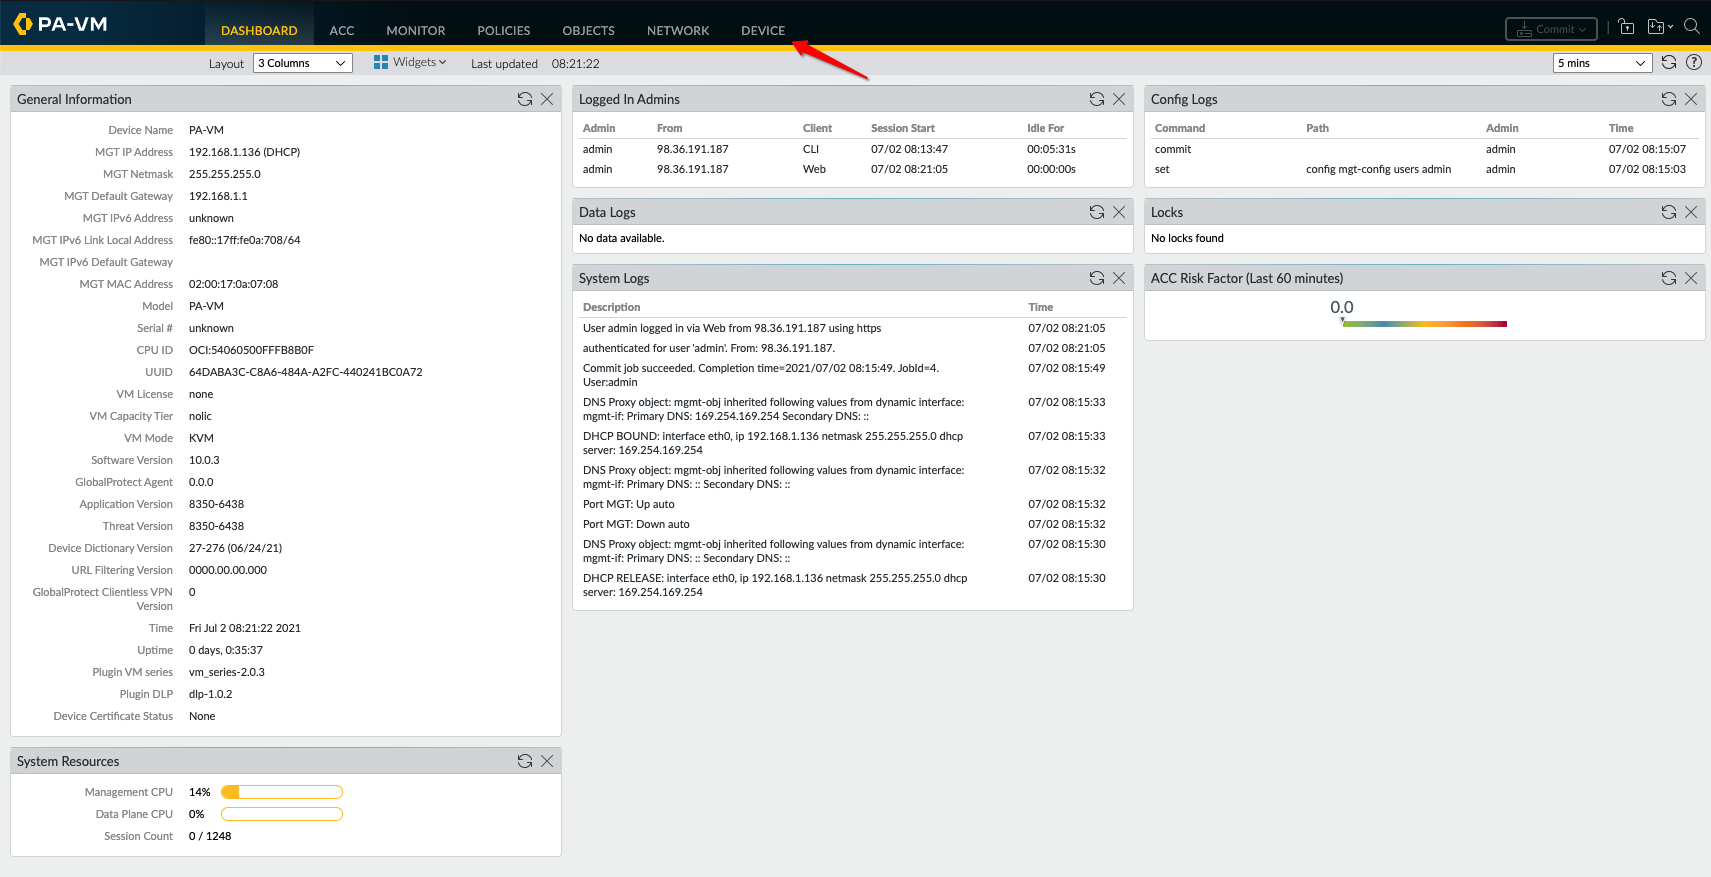 PA-VM
DASHBOARD ACC MONITOR POLICIES OBJECTS NETWORK DEVICE
Commit
Layout 3 Columns Widgets Last updated 08:21:22
5 mins
General Information
Device Name PA-VM
MGT IP Address 192.168.1.136 (DHCP)
MGT Netmask 255.255.255.0
MGT Default Gateway 192.168.1.1
MGT IPv6 Address unknown
MGT IPv6 Link Local Address fe80::17ff:fe0a:708/64
MGT IPv6 Default Gateway
MGT MAC Address 02:00:17:0a:07:08
Model PA-VM
Serial # unknown
CPU ID OCI:54060500FFFB8B0F
UUID 64DABA3C-C8A6-484A-A2FC-440241BC0A72
VM License none
VM Capacity Tier nolic
VM Mode KVM
Software Version 10.0.3
GlobalProtect Agent 0.0.0
Application Version 8350-6438
Threat Version 8350-6438
Device Dictionary Version 27-276 (06/24/21)
URL Filtering Version 0000.00.00.000
GlobalProtect Clientless VPN 0
Version
Time Fri Jul 2 08:21:22 2021
Uptime 0 days, 0:35:37
Plugin VM series vm_series-2.0.3
Plugin DLP dlp-1.0.2
Device Certificate Status None
System Resources
Management CPU 14%
Data Plane CPU 0%
Session Count 0 / 1248
Logged In Admins
Admin From Client Session Start Idle For
admin 98.36.191.187 CLI 07/02 08:13:47 00:05:31s
admin 98.36.191.187 Web 07/02 08:21:05 00:00:00s
Data Logs
No data available.
System Logs
Description Time
User admin logged in via Web from 98.36.191.187 using https 07/02 08:21:05
authenticated for user 'admin'. From: 98.36.191.187. 07/02 08:21:05
Commit job succeeded. Completion time=2021/07/02 08:15:49. JobId=4. 07/02 08:15:49
User:admin
DNS Proxy object: mgmt-obj inherited following values from dynamic interface: 07/02 08:15:33
mgmt-if: Primary DNS: 169.254.169.254 Secondary DNS: ::
DHCP BOUND: interface eth0, ip 192.168.1.136 netmask 255.255.255.0 dhcp 07/02 08:15:33
server: 169.254.169.254
DNS Proxy object: mgmt-obj inherited following values from dynamic interface: 07/02 08:15:32
mgmt-if: Primary DNS: :: Secondary DNS: ::
Port MGT: Up auto 07/02 08:15:32
Port MGT: Down auto 07/02 08:15:32
DNS Proxy object: mgmt-obj inherited following values from dynamic interface: 07/02 08:15:30
mgmt-if: Primary DNS: :: Secondary DNS: ::
DHCP RELEASE: interface eth0, ip 192.168.1.136 netmask 255.255.255.0 dhcp 07/02 08:15:30
server: 169.254.169.254
Config Logs
Command Path Admin Time
commit admin 07/02 08:15:07
set config mgt-config users admin admin 07/02 08:15:03
Locks
No locks found
ACC Risk Factor (Last 60 minutes)
0.0